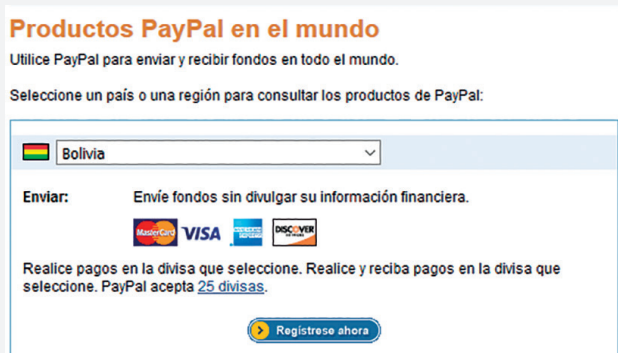 Productos PayPal en el mundo
Utilice PayPal para enviar y recibir fondos en todo el mundo.
Seleccione un país o una región para consultar los productos de PayPal:
Bolivia
Enviar: Envíe fondos sin divulgar su información financiera.
MasterCard VISA DISCOVER
Realice pagos en la divisa que seleccione. Realice y reciba pagos en la divisa que
seleccione. PayPal acepta 25 divisas.
Regístrese ahora